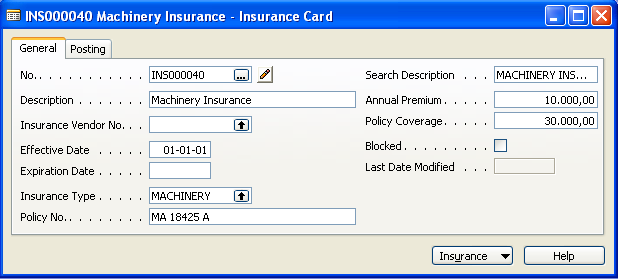 INS000040 Machinery Insurance - Insurance Card
General Posting
No. . . . . . . . . . . . . INS000040 ...
Description . . . . . . . . Machinery Insurance
Insurance Vendor No. . . .
Effective Date . . . . . 01-01-01
Expiration Date . . . . .
Insurance Type . . . . . MACHINERY
Policy No. . . . . . . . . MA 18425 A
Search Description . . . MACHINERY INS...
Annual Premium . . . . . 10.000,00
Policy Coverage . . . . . 30.000,00
Blocked . . . . . . . . .
Last Date Modified . . . .
Insurance Help